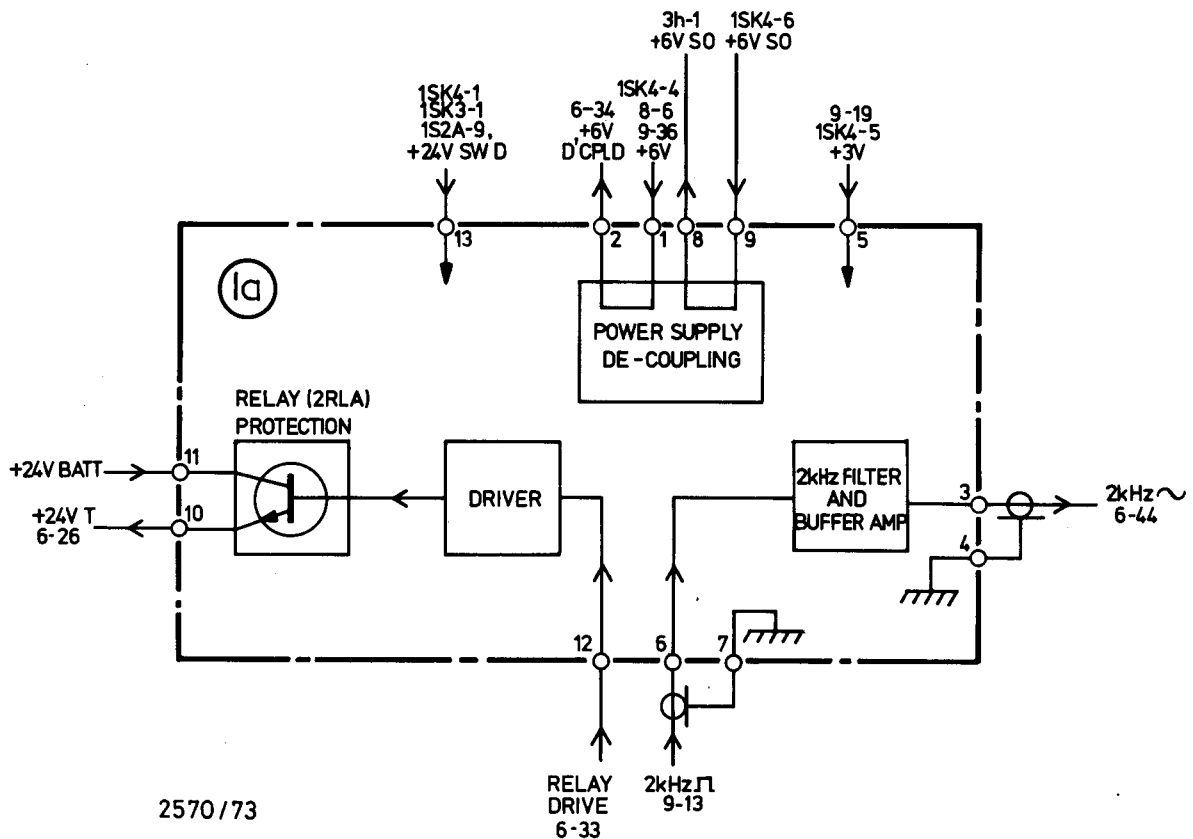 3h-1
+6V SO
1SK4-6
+6V SO
1SK4-1
1SK3-1
1S2A-9,
+24V SW D
6-34
+6V
D'CPLD
1SK4-4
8-6
9-36
+6V
9-19
1SK4-5
+3V
13
2
1
8
9
5
1a
POWER SUPPLY
DE-COUPLING
RELAY (2RLA)
PROTECTION
+24V BATT
11
+24V T
6-26
10
DRIVER
2kHz FILTER
AND
BUFFER AMP
3
2kHz ∿
6-44
4
12
6
7
RELAY
DRIVE
6-33
2kHz ⎍
9-13
2570/73